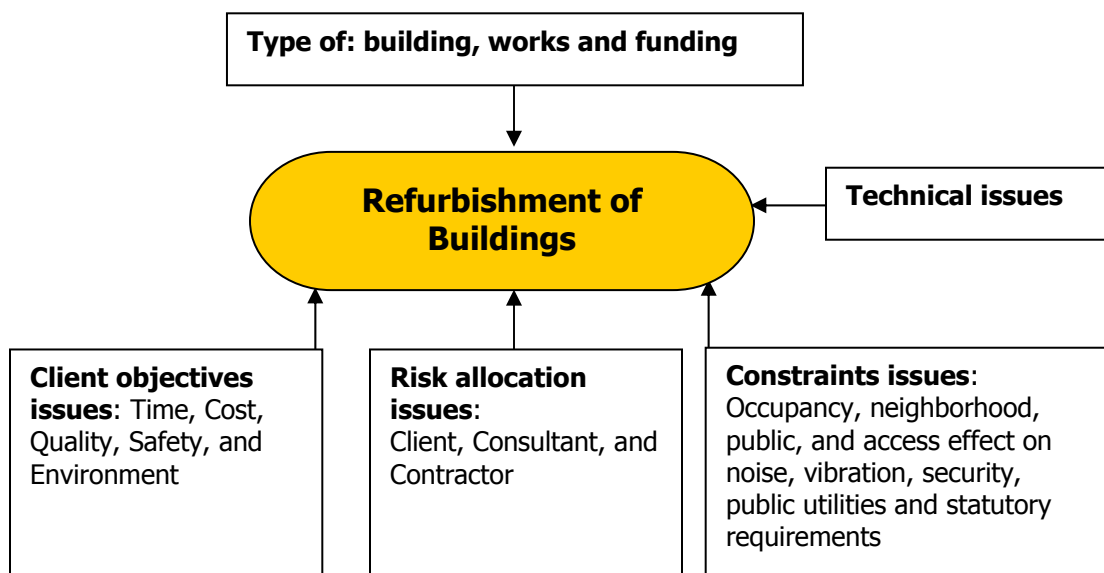 Type of: building, works and funding
Refurbishment of
Buildings
Technical issues
Client objectives
issues: Time, Cost,
Quality, Safety, and
Environment
Risk allocation
issues:
Client, Consultant, and
Contractor
Constraints issues:
Occupancy, neighborhood,
public, and access effect on
noise, vibration, security,
public utilities and statutory
requirements